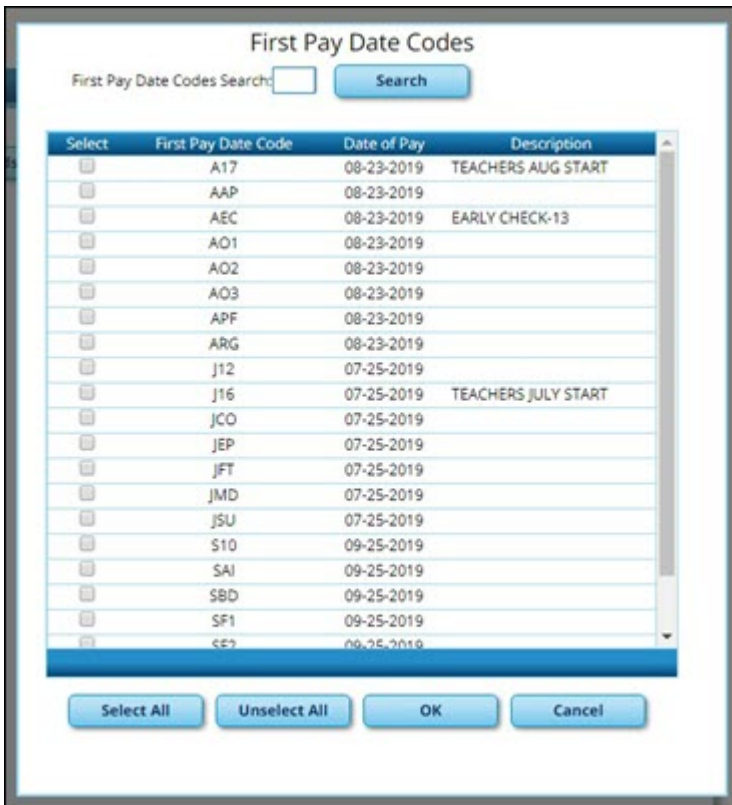 First Pay Date Codes
First Pay Date Codes Search: Search
Select First Pay Date Code Date of Pay Description
A17 08-23-2019 TEACHERS AUG START
AAP 08-23-2019
AEC 08-23-2019 EARLY CHECK-13
AO1 08-23-2019
AO2 08-23-2019
AO3 08-23-2019
APF 08-23-2019
ARG 08-23-2019
J12 07-25-2019
J16 07-25-2019 TEACHERS JULY START
JCO 07-25-2019
JEP 07-25-2019
JFT 07-25-2019
JMD 07-25-2019
JSU 07-25-2019
S10 09-25-2019
SAI 09-25-2019
SBD 09-25-2019
SF1 09-25-2019
SF2 09-25-2019
Select All Unselect All OK Cancel